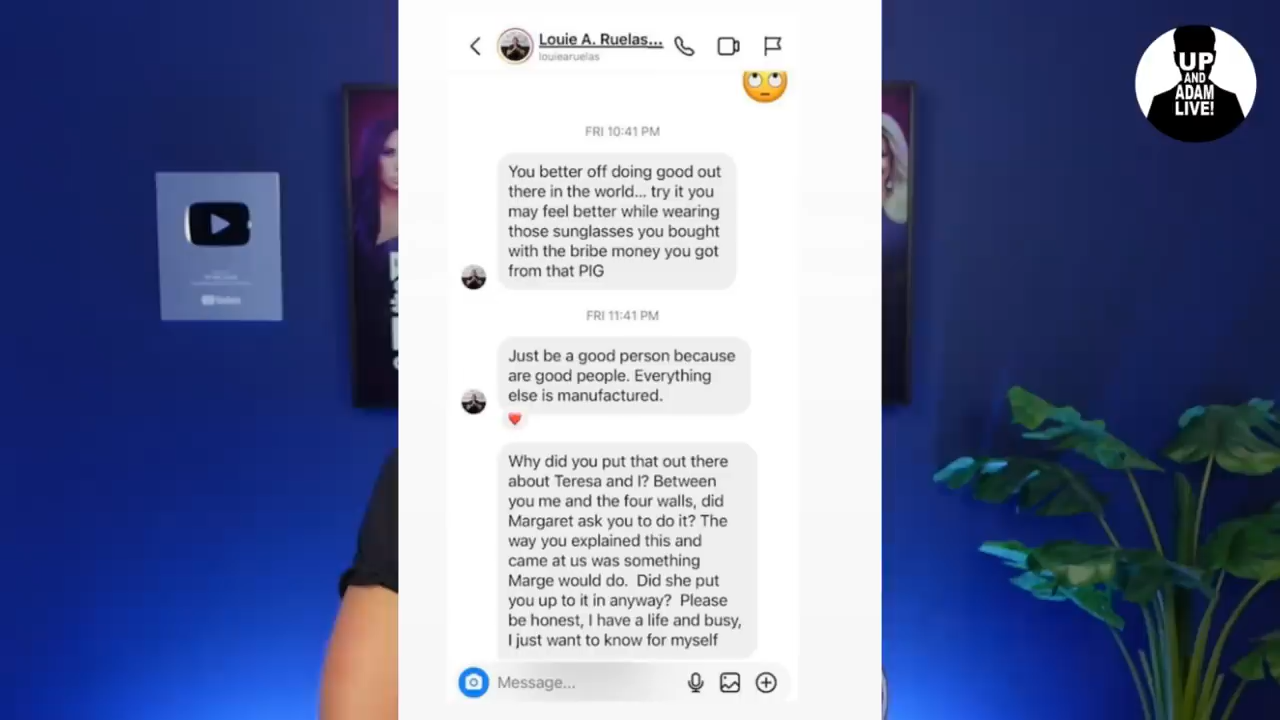 Louie A. Ruelas...
louiearuelas
UP
AND
ADAM
LIVE!
FRI 10:41 PM
You better off doing good out
there in the world... try it you
may feel better while wearing
those sunglasses you bought
with the bribe money you got
from that PIG
FRI 11:41 PM
Just be a good person because
are good people. Everything
else is manufactured.
Why did you put that out there
about Teresa and I? Between
you me and the four walls, did
Margaret ask you to do it? The
way you explained this and
came at us was something
Marge would do.  Did she put
you up to it in anyway?  Please
be honest, I have a life and busy,
I just want to know for myself
Message...